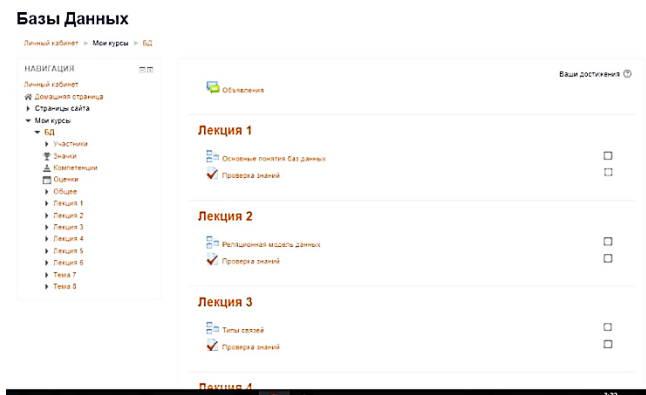 Базы Данных
Личный кабинет ► Мои курсы ► БД
НАВИГАЦИЯ
Личный кабинет
Домашняя страница
Страницы сайта
Мои курсы
БД
Участники
Значки
Компетенции
Оценки
Общее
Лекция 1
Лекция 2
Лекция 3
Лекция 4
Лекция 5
Лекция 6
Тема 7
Тема 8
Ваши достижения
Объявления
Лекция 1
Основные понятия баз данных
Проверка знаний
Лекция 2
Реляционная модель данных
Проверка знаний
Лекция 3
Типы связей
Проверка знаний
Лекция 4